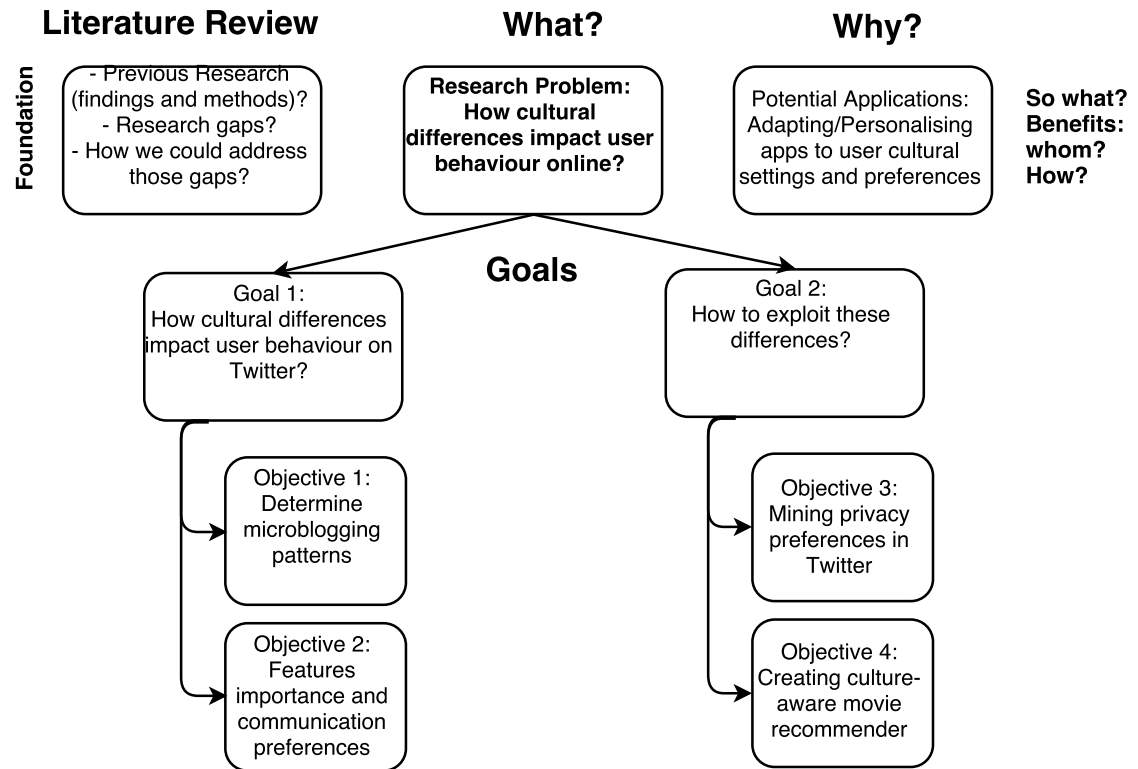 Literature Review
What?
Why?
Foundation
- Previous Research
(findings and methods)?
- Research gaps?
- How we could address
those gaps?
Research Problem:
How cultural
differences impact user
behaviour online?
Potential Applications:
Adapting/Personalising
apps to user cultural
settings and preferences
So what?
Benefits:
whom?
How?
Goals
Goal 1:
How cultural differences
impact user behaviour on
Twitter?
Goal 2:
How to exploit these
differences?
Objective 1:
Determine
microblogging
patterns
Objective 2:
Features
importance and
communication
preferences
Objective 3:
Mining privacy
preferences in
Twitter
Objective 4:
Creating culture-
aware movie
recommender